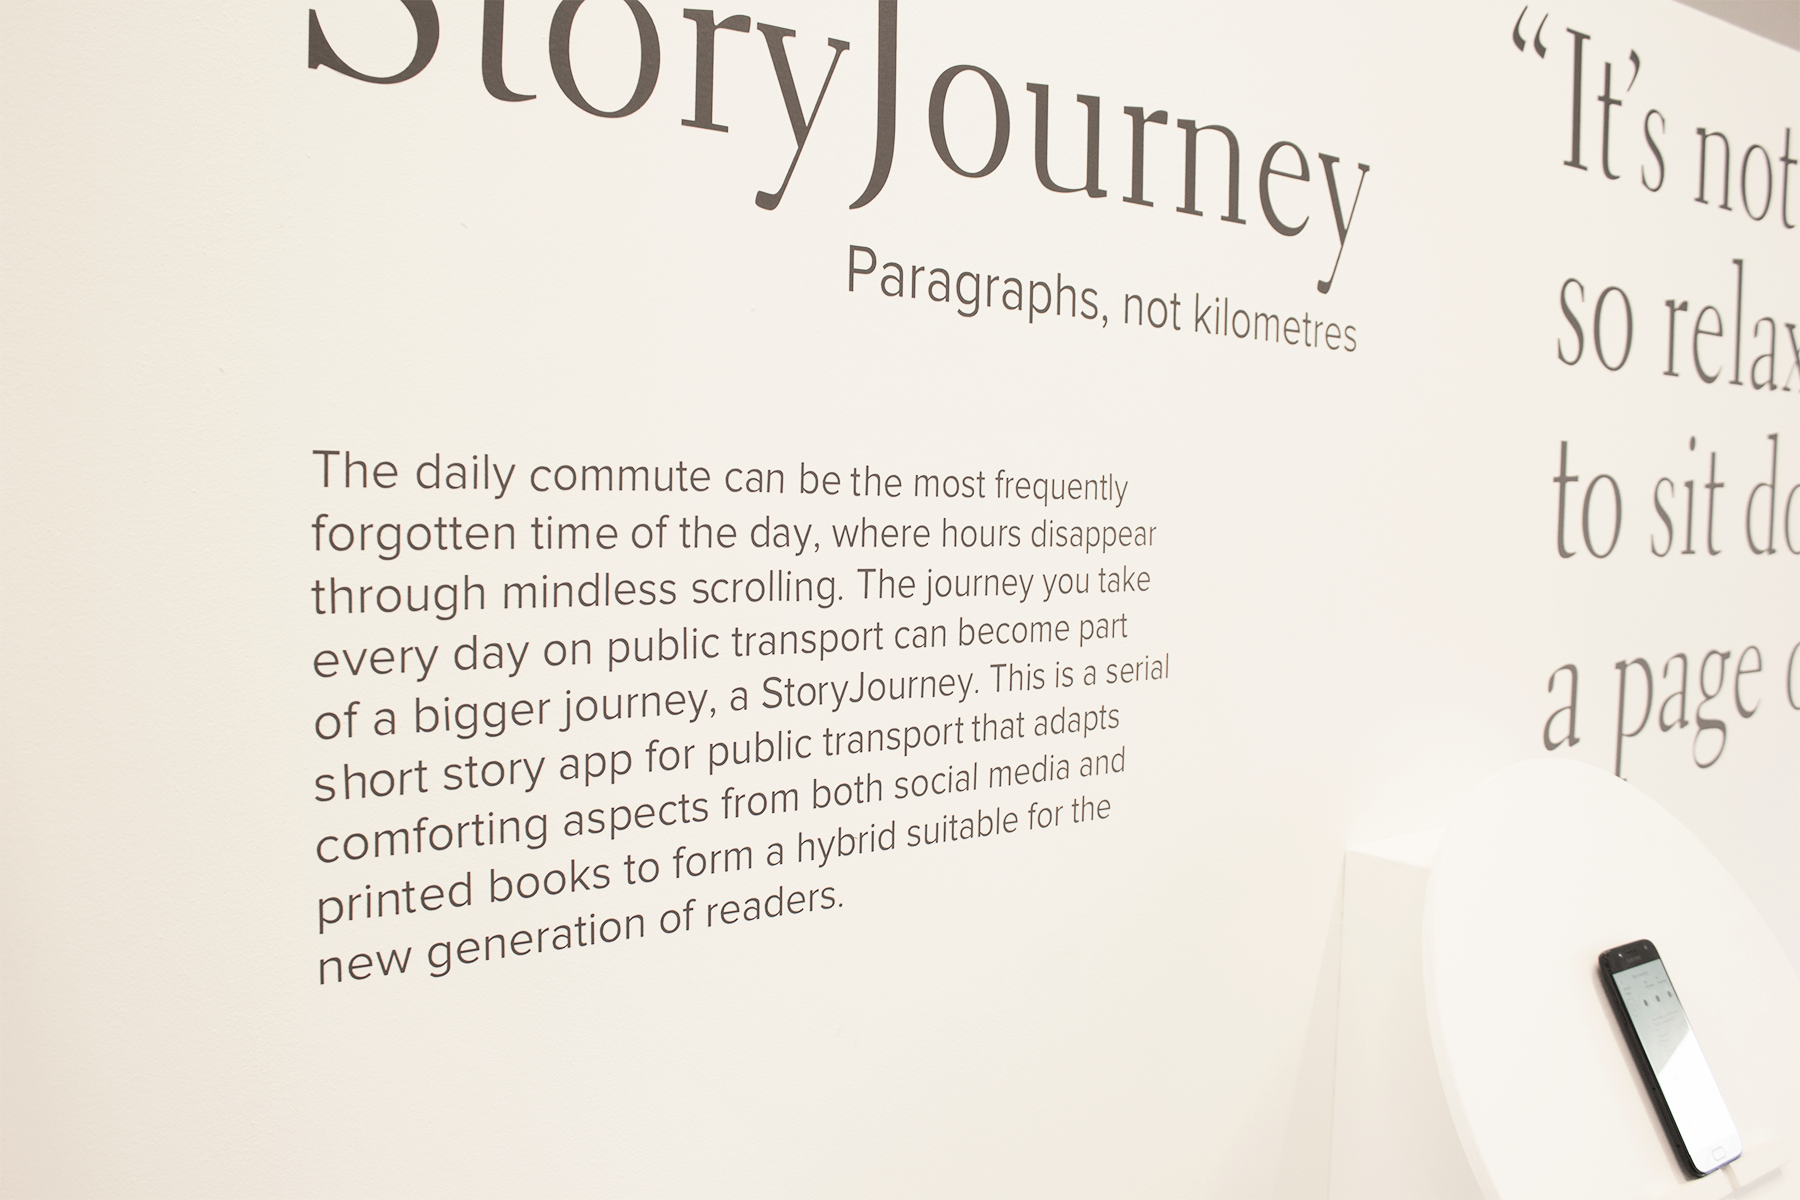 StoryJourney
Paragraphs, not kilometres
The daily commute can be the most frequently
forgotten time of the day, where hours disappear
through mindless scrolling. The journey you take
every day on public transport can become part
of a bigger journey, a StoryJourney. This is a serial
short story app for public transport that adapts
comforting aspects from both social media and
printed books to form a hybrid suitable for the
new generation of readers.
“It’s not
so relax
to sit do
a page